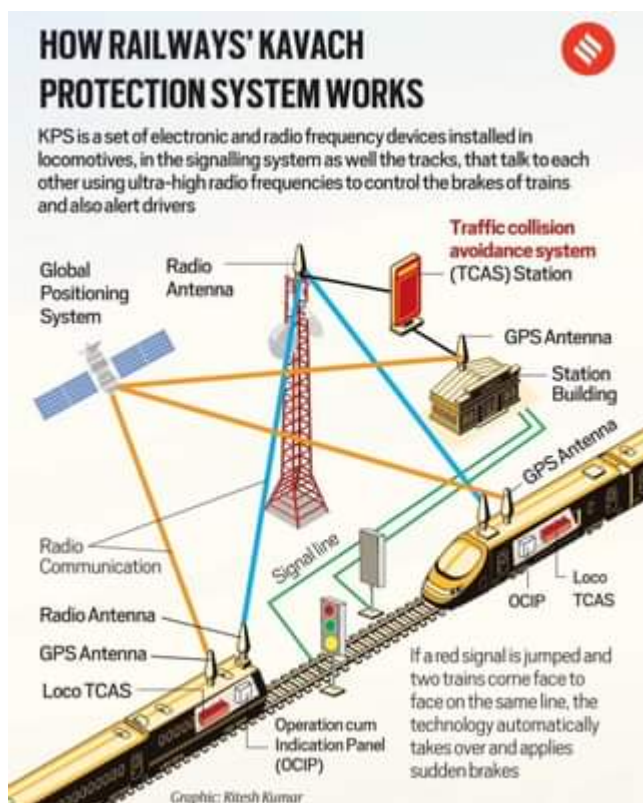 HOW RAILWAYS' KAVACH
PROTECTION SYSTEM WORKS
KPS is a set of electronic and radio frequency devices installed in
locomotives, in the signalling system as well the tracks, that talk to each
other using ultra-high radio frequencies to control the brakes of trains
and also alert drivers
Traffic collision
avoidance system
(TCAS) Station
Radio
Antenna
Global
Positioning
System
GPS Antenna
Station
Building
GPS Antenna
Radio
Communication
Signal line
Loco
TCAS
OCIP
Radio Antenna
GPS Antenna
Loco TCAS
Operation cum
Indication Panel
(OCIP)
If a red signal is jumped and
two trains come face to
face on the same line, the
technology automatically
takes over and applies
sudden brakes
Graphic: Ritesh Kumar